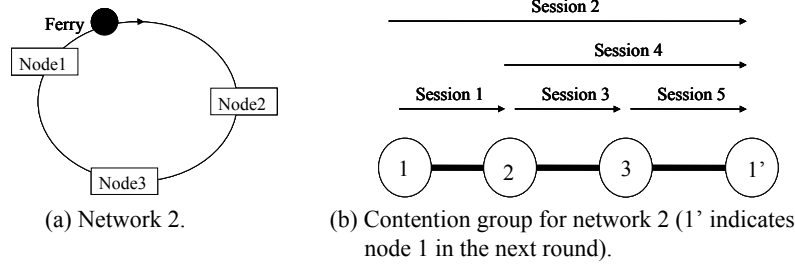 Session 2
Ferry
Session 4
Node1
Node2
Session 1
Session 3
Session 5
Node3
1
2
3
1'
(a) Network 2.
(b) Contention group for network 2 (1' indicates
node 1 in the next round).